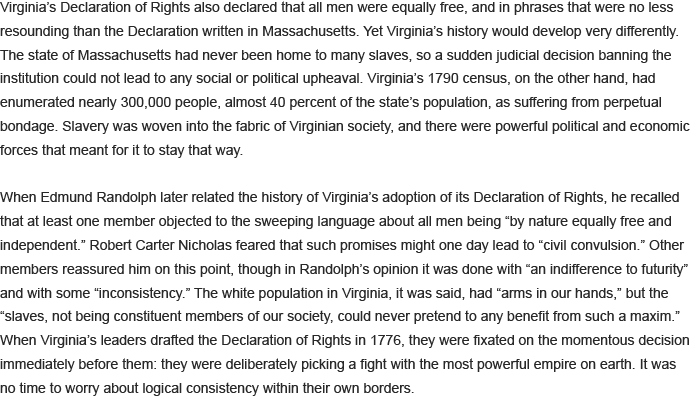 Virginia’s Declaration of Rights also declared that all men were equally free, and in phrases that were no less
resounding than the Declaration written in Massachusetts. Yet Virginia’s history would develop very differently.
The state of Massachusetts had never been home to many slaves, so a sudden judicial decision banning the
institution could not lead to any social or political upheaval. Virginia’s 1790 census, on the other hand, had
enumerated nearly 300,000 people, almost 40 percent of the state’s population, as suffering from perpetual
bondage. Slavery was woven into the fabric of Virginian society, and there were powerful political and economic
forces that meant for it to stay that way.

When Edmund Randolph later related the history of Virginia’s adoption of its Declaration of Rights, he recalled
that at least one member objected to the sweeping language about all men being “by nature equally free and
independent.” Robert Carter Nicholas feared that such promises might one day lead to “civil convulsion.” Other
members reassured him on this point, though in Randolph’s opinion it was done with “an indifference to futurity”
and with some “inconsistency.” The white population in Virginia, it was said, had “arms in our hands,” but the
“slaves, not being constituent members of our society, could never pretend to any benefit from such a maxim.”
When Virginia’s leaders drafted the Declaration of Rights in 1776, they were fixated on the momentous decision
immediately before them: they were deliberately picking a fight with the most powerful empire on earth. It was
no time to worry about logical consistency within their own borders.